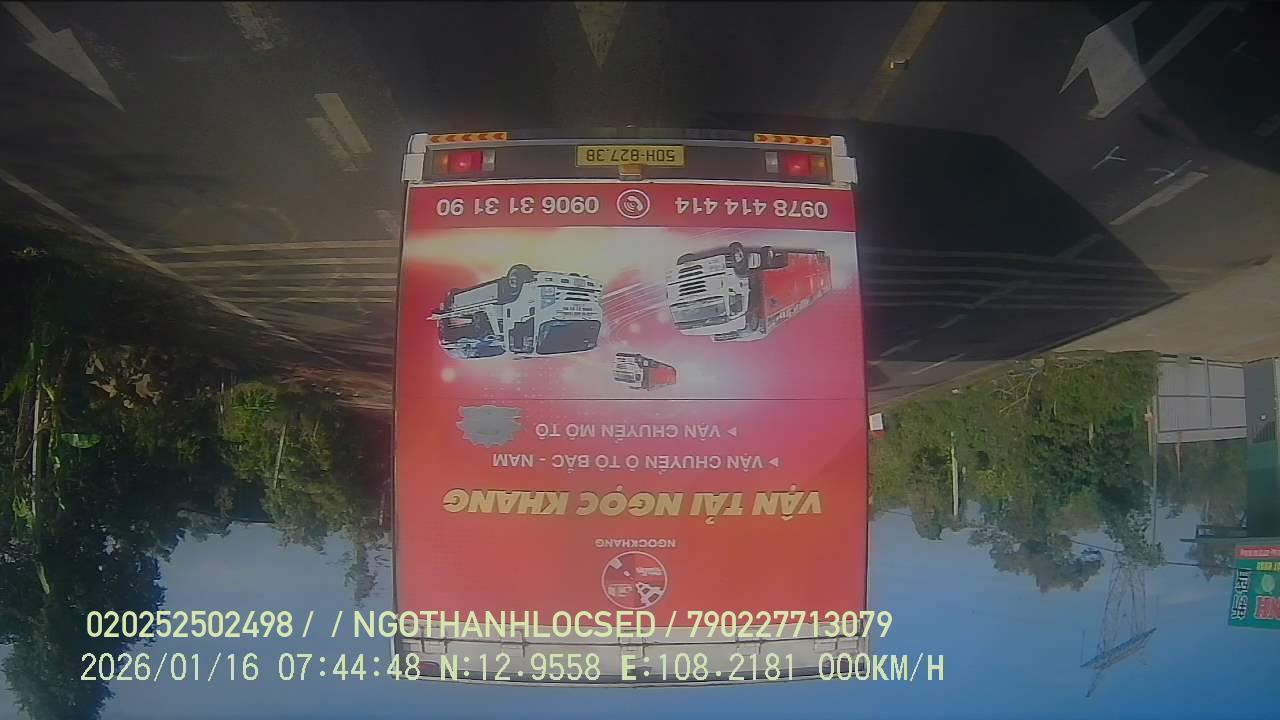 NGOCKHANG
VẬN TẢI NGỌC KHANG
▸ VẬN CHUYỂN Ô TÔ BẮC - NAM
▸ VẬN CHUYỂN MÔ TÔ
0978 414 414 0906 31 31 90
50H-827.38
020252502498 / / NGOTHANHLOCSED / 790227713079
2026/01/16 07:44:48 N:12.9558 E:108.2181 000KM/H